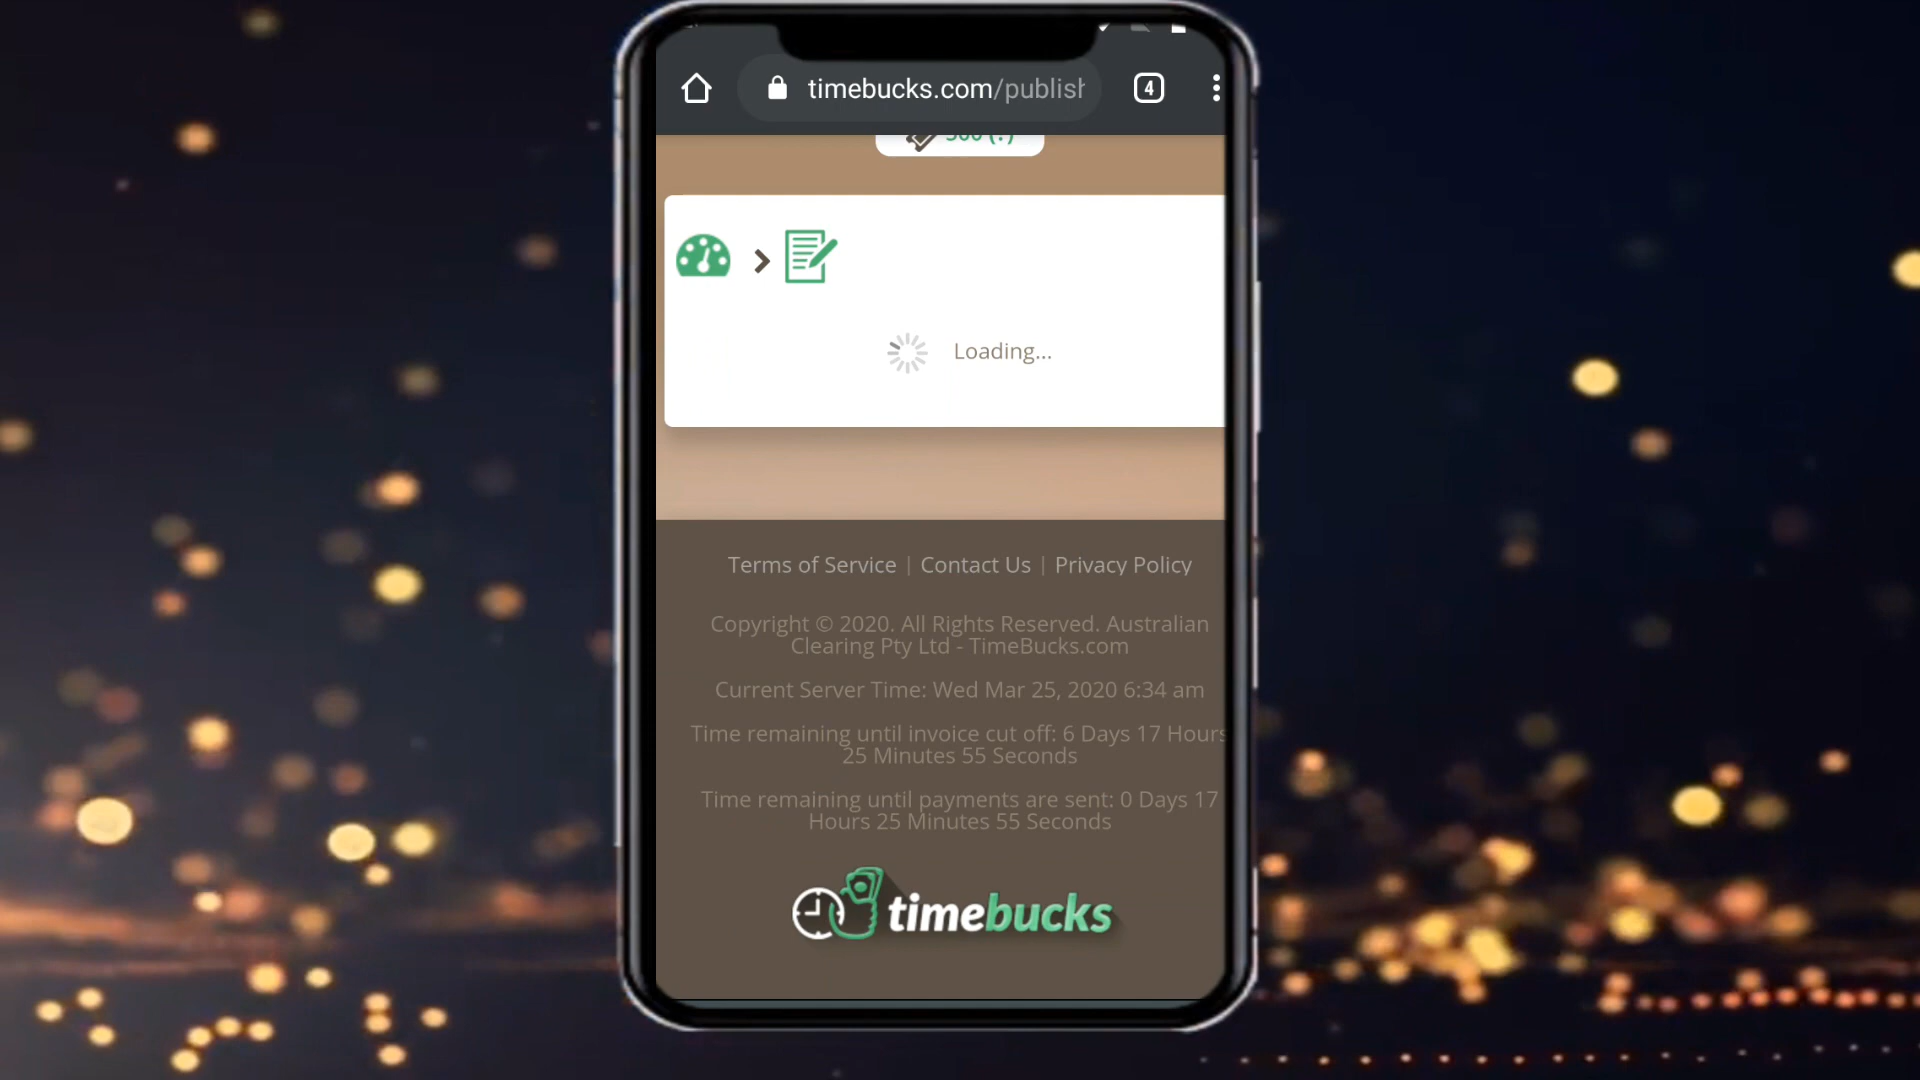 timebucks.com/publish
4
Loading...
Terms of Service | Contact Us | Privacy Policy
Copyright © 2020. All Rights Reserved. Australian
Clearing Pty Ltd - TimeBucks.com
Current Server Time: Wed Mar 25, 2020 6:34 am
Time remaining until invoice cut off: 6 Days 17 Hours
25 Minutes 55 Seconds
Time remaining until payments are sent: 0 Days 17
Hours 25 Minutes 55 Seconds
timebucks